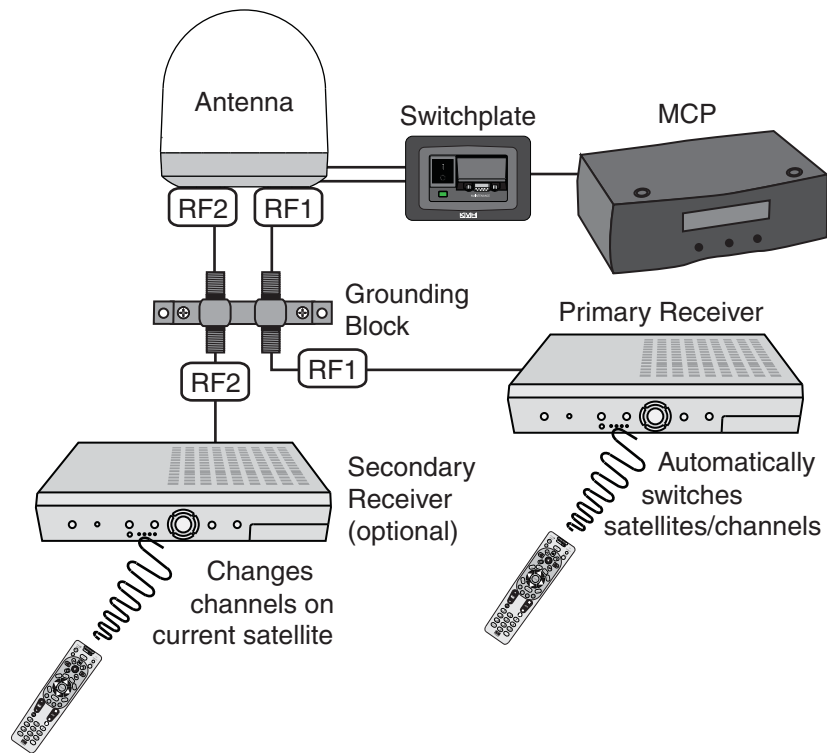 Antenna
Switchplate
MCP
RF2
RF1
Grounding
Block
Primary Receiver
RF2
RF1
Secondary
Receiver
(optional)
Automatically
switches
satellites/channels
Changes
channels on
current satellite